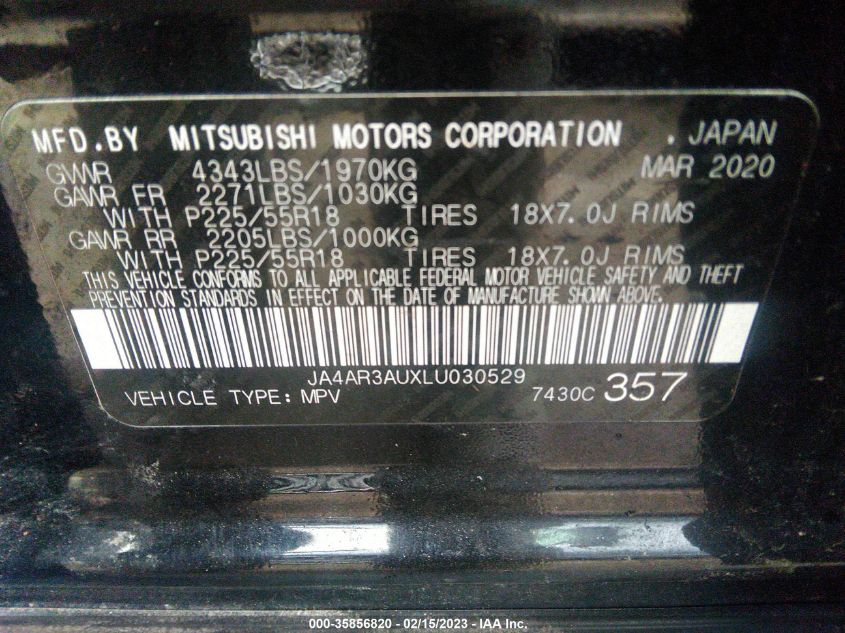 MFD.BY MITSUBISHI MOTORS CORPORATION . JAPAN
GVWR 4343LBS/1970KG MAR 2020
GAWR FR 2271LBS/1030KG
WITH P225/55R18 TIRES 18X7.0J RIMS
GAWR RR 2205LBS/1000KG
WITH P225/55R18 TIRES 18X7.0J RIMS
THIS VEHICLE CONFORMS TO ALL APPLICABLE FEDERAL MOTOR VEHICLE SAFETY AND THEFT
PREVENTION STANDARDS IN EFFECT ON THE DATE OF MANUFACTURE SHOWN ABOVE.
JA4AR3AUXLU030529
VEHICLE TYPE: MPV 7430C 357
000-35856820 - 02/15/2023 - IAA Inc.